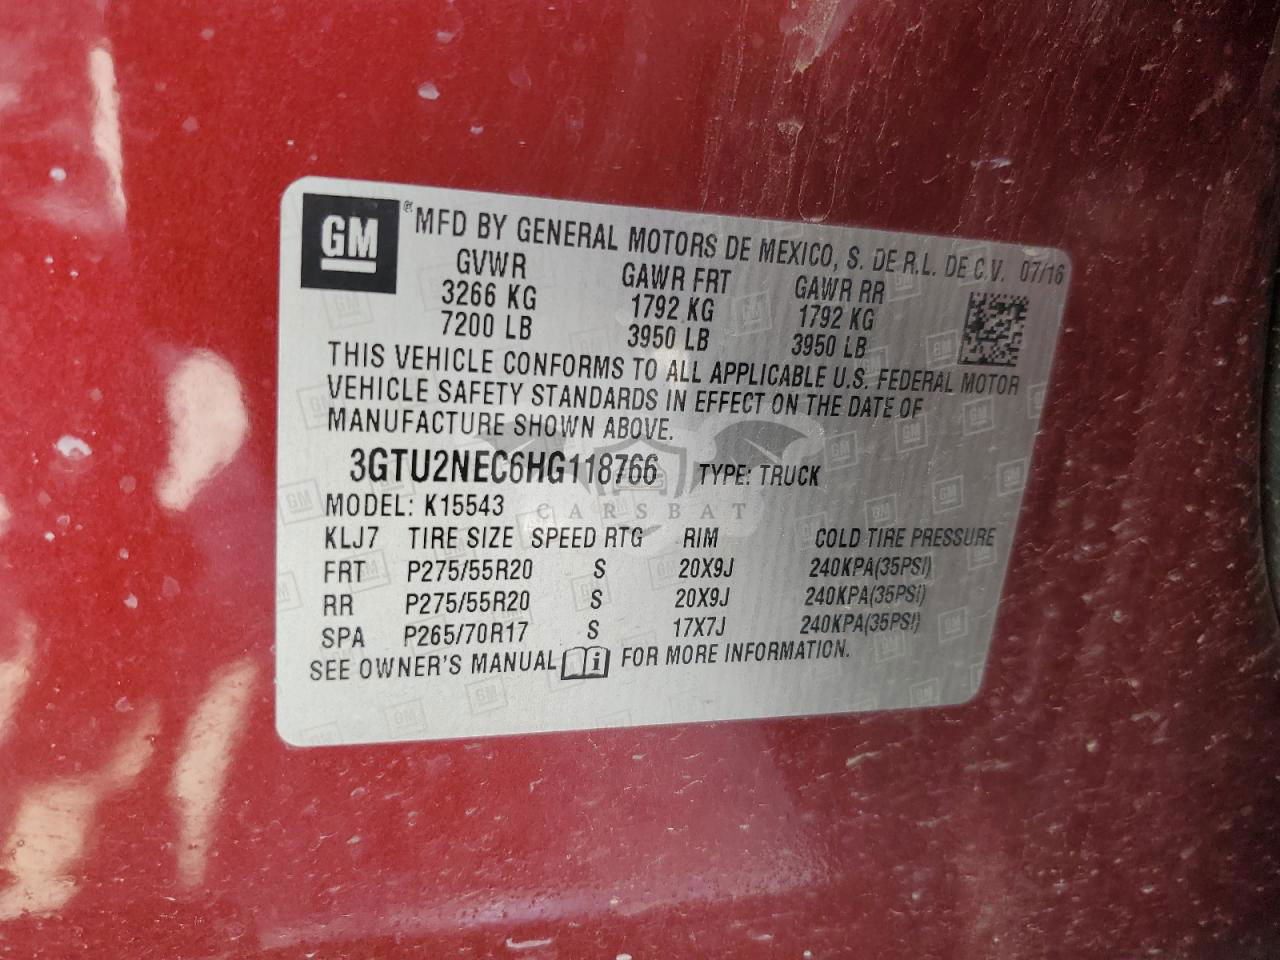 GM ® MFD BY GENERAL MOTORS DE MEXICO, S. DE R.L. DE C.V. 07/16
GVWR GAWR FRT GAWR RR
3266 KG 1792 KG 1792 KG
7200 LB 3950 LB 3950 LB
THIS VEHICLE CONFORMS TO ALL APPLICABLE U.S. FEDERAL MOTOR
VEHICLE SAFETY STANDARDS IN EFFECT ON THE DATE OF
MANUFACTURE SHOWN ABOVE.
3GTU2NEC6HG118766 TYPE: TRUCK
MODEL: K15543
CARSBAT
KLJ7 TIRE SIZE SPEED RTG RIM COLD TIRE PRESSURE
FRT P275/55R20 S 20X9J 240KPA(35PSI)
RR P275/55R20 S 20X9J 240KPA(35PSI)
SPA P265/70R17 S 17X7J 240KPA(35PSI)
SEE OWNER'S MANUAL i FOR MORE INFORMATION.